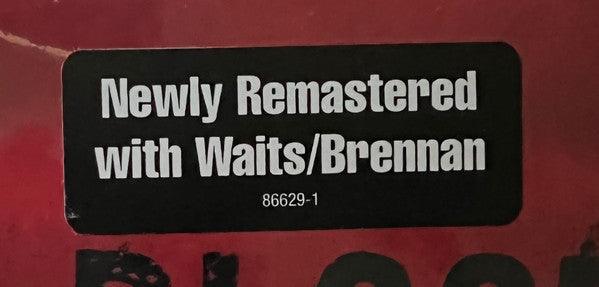 Newly Remastered
with Waits/Brennan
86629-1